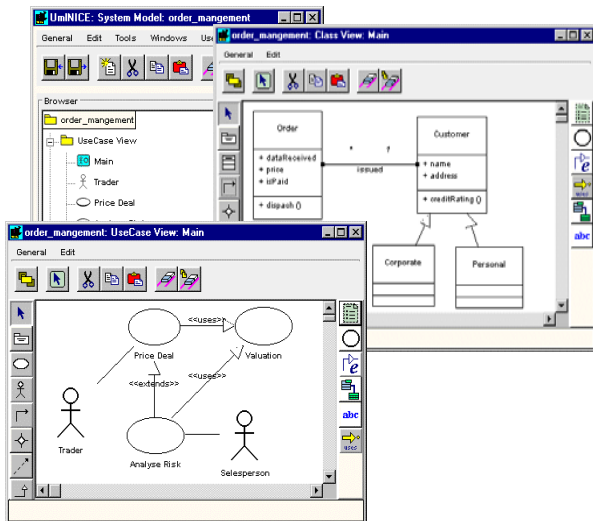 UmlNICE: System Model: order_mangement
General Edit Tools Windows Use
Browser
order_mangement
UseCase View
Main
Trader
Price Deal
order_mangement: Class View: Main
General Edit
Order
+ dataReceived
+ price
+ isPaid
+ dispach ()
* 1
issued
Customer
+ name
+ address
+ creditRating ()
Corporate
Personal
e
abc
order_mangement: UseCase View: Main
General Edit
<<uses>>
Price Deal
Valuation
<<extends>>
<<uses>>
Trader
Analyse Risk
Selesperson
e
abc
uses